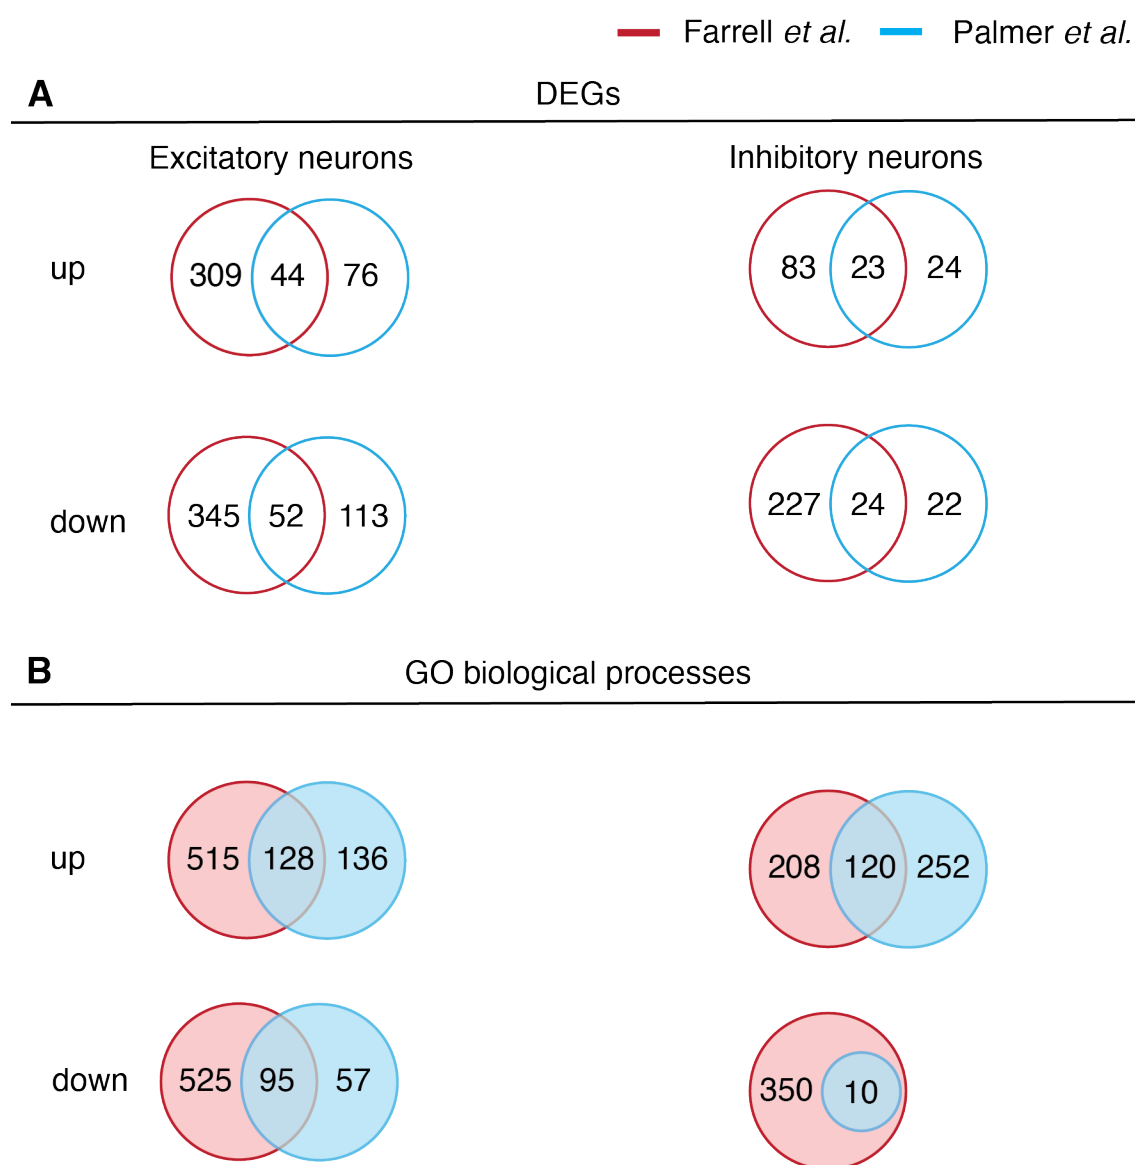 Farrell et al. Palmer et al.
A DEGs
Excitatory neurons Inhibitory neurons
up 309 44 76 83 23 24
down 345 52 113 227 24 22
B GO biological processes
up 515 128 136 208 120 252
down 525 95 57 350 10